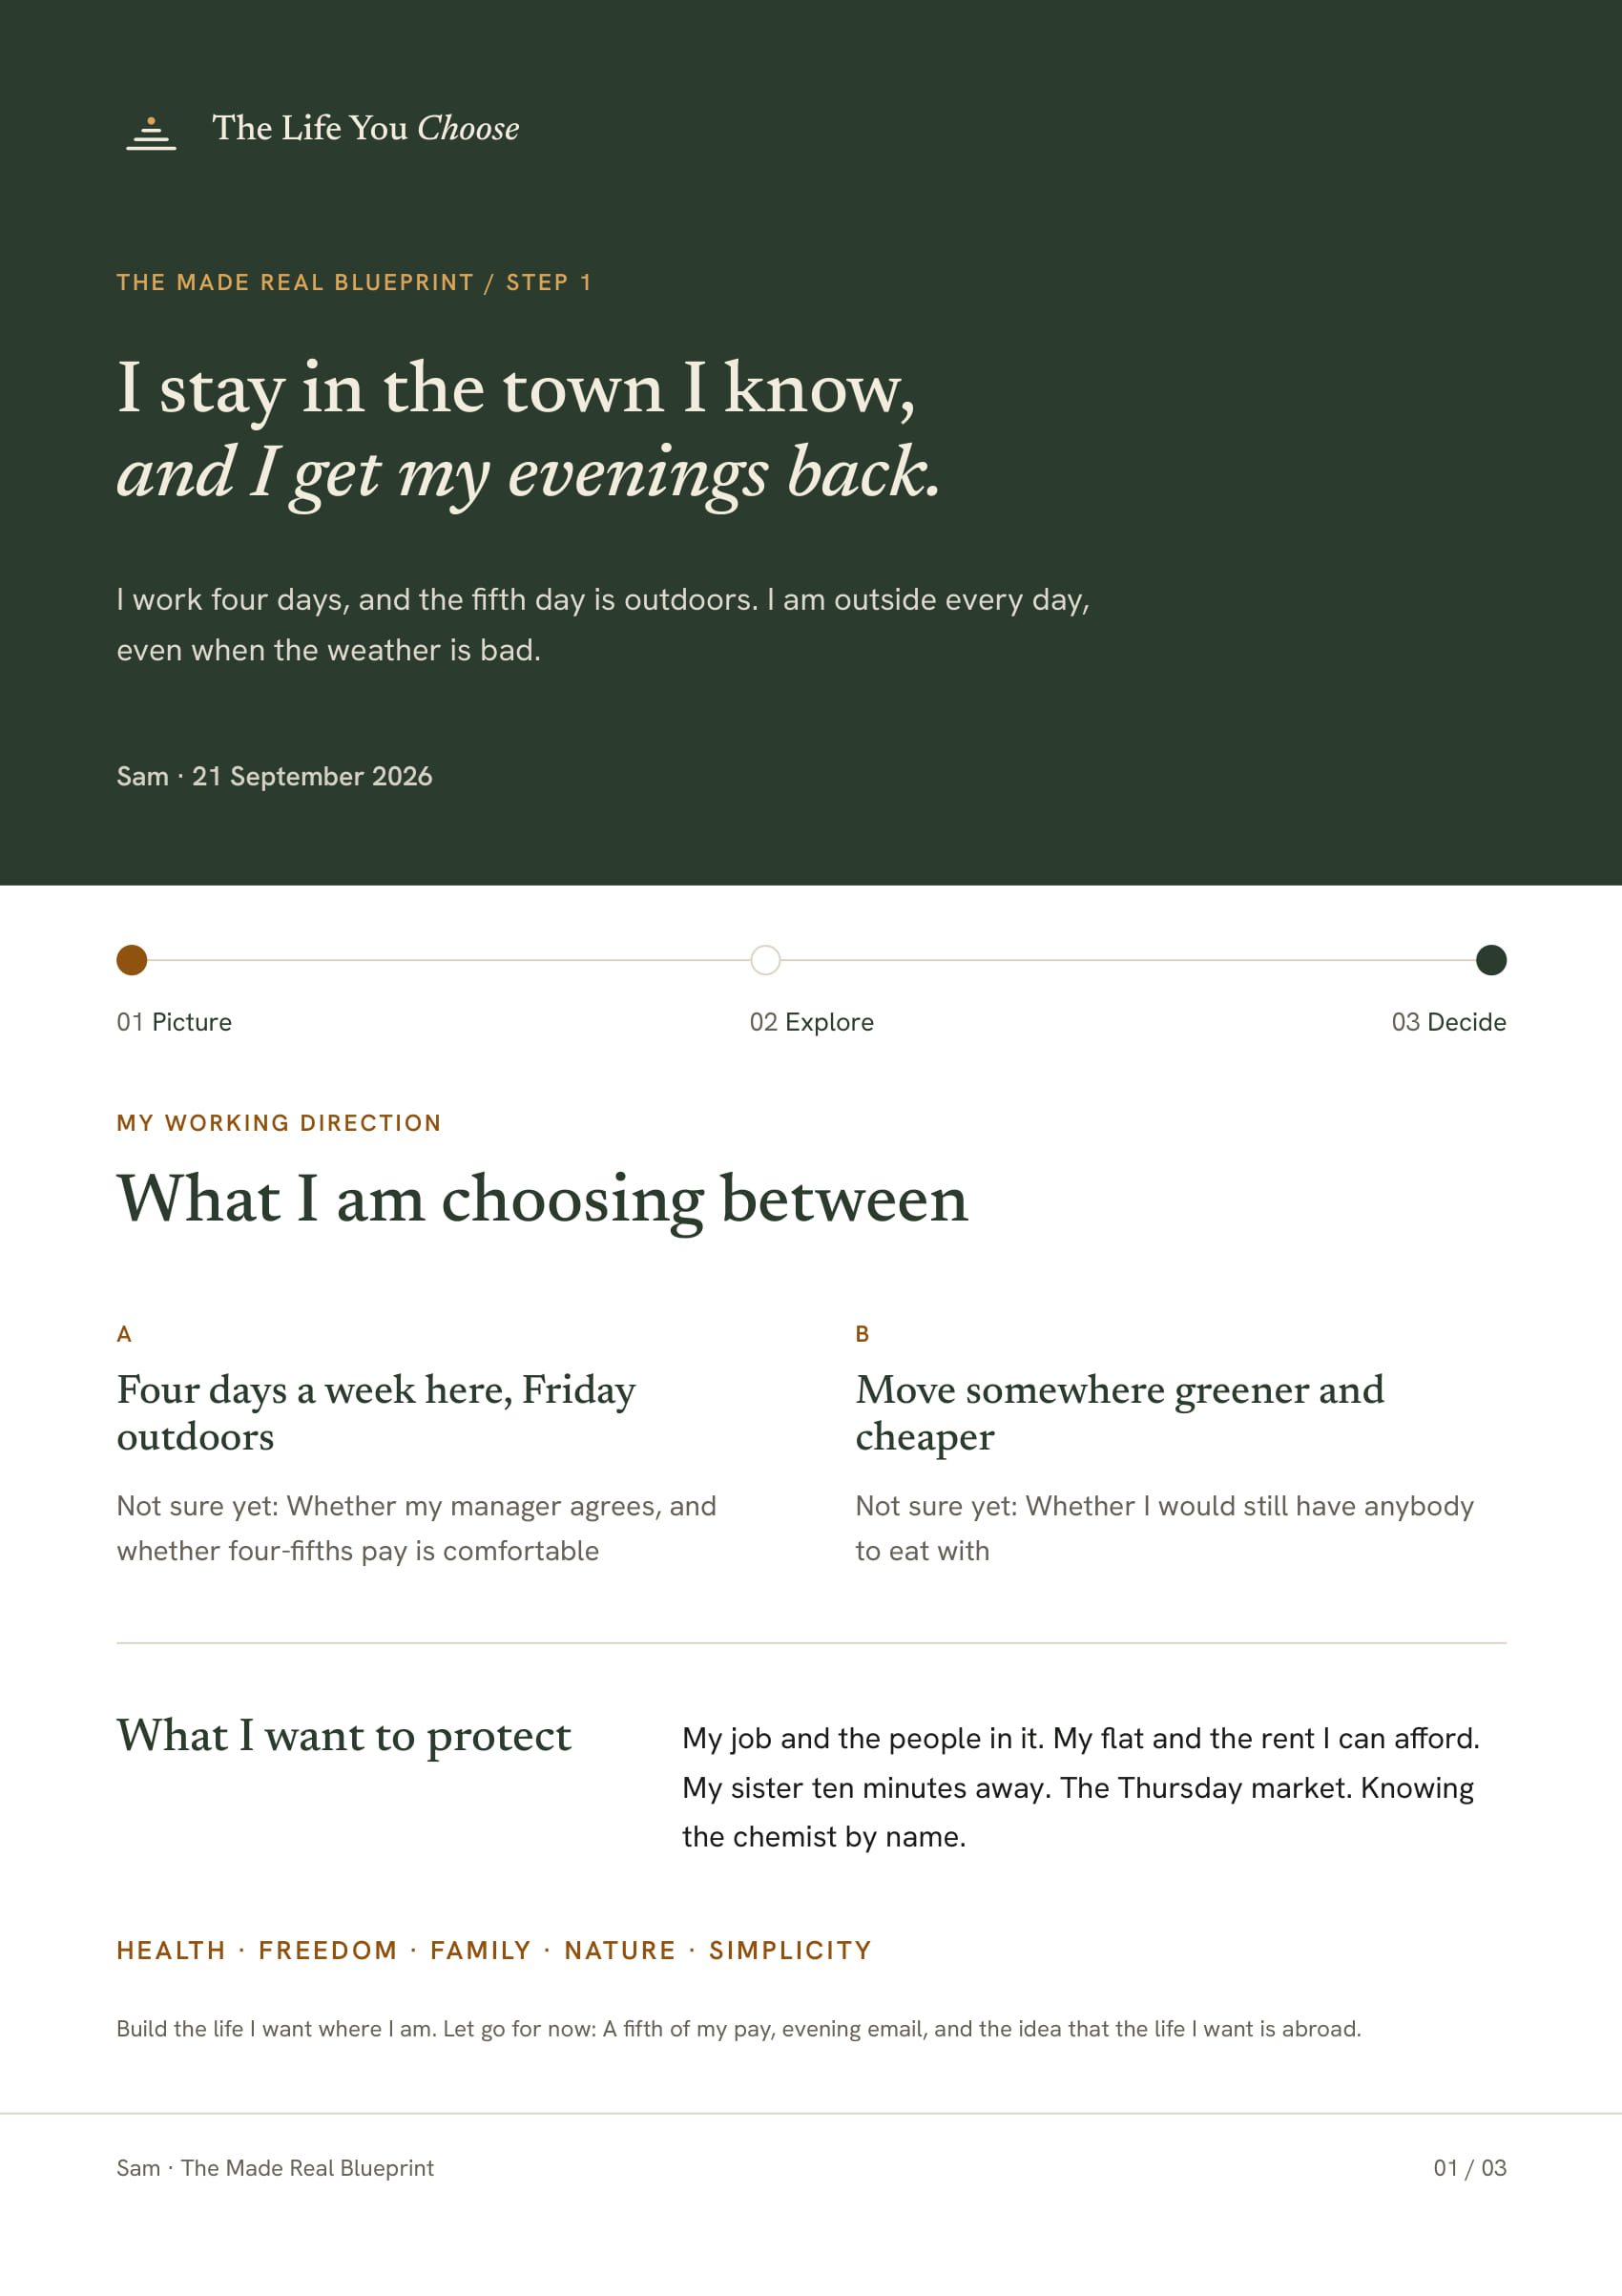 The Life You Choose
THE MADE REAL BLUEPRINT / STEP 1
I stay in the town I know,
and I get my evenings back.
I work four days, and the fifth day is outdoors. I am outside every day,
even when the weather is bad.
Sam · 21 September 2026
01 Picture
02 Explore
03 Decide
MY WORKING DIRECTION
What I am choosing between
A
Four days a week here, Friday
outdoors
Not sure yet: Whether my manager agrees, and
whether four-fifths pay is comfortable
B
Move somewhere greener and
cheaper
Not sure yet: Whether I would still have anybody
to eat with
What I want to protect
My job and the people in it. My flat and the rent I can afford.
My sister ten minutes away. The Thursday market. Knowing
the chemist by name.
HEALTH · FREEDOM · FAMILY · NATURE · SIMPLICITY
Build the life I want where I am. Let go for now: A fifth of my pay, evening email, and the idea that the life I want is abroad.
Sam · The Made Real Blueprint
01 / 03